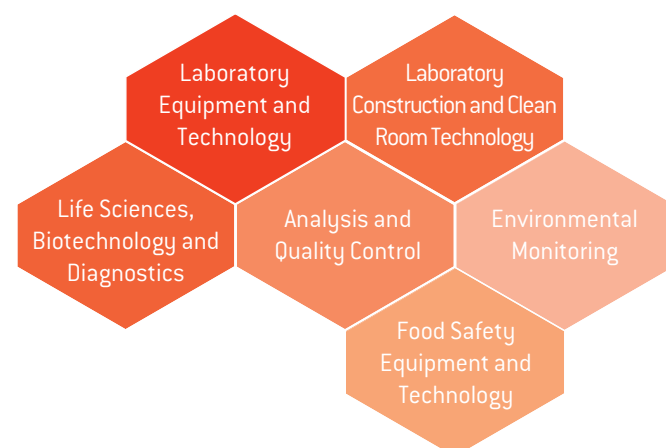 Laboratory
Equipment and
Technology
Laboratory
Construction and Clean
Room Technology
Life Sciences,
Biotechnology and
Diagnostics
Analysis and
Quality Control
Environmental
Monitoring
Food Safety
Equipment and
Technology